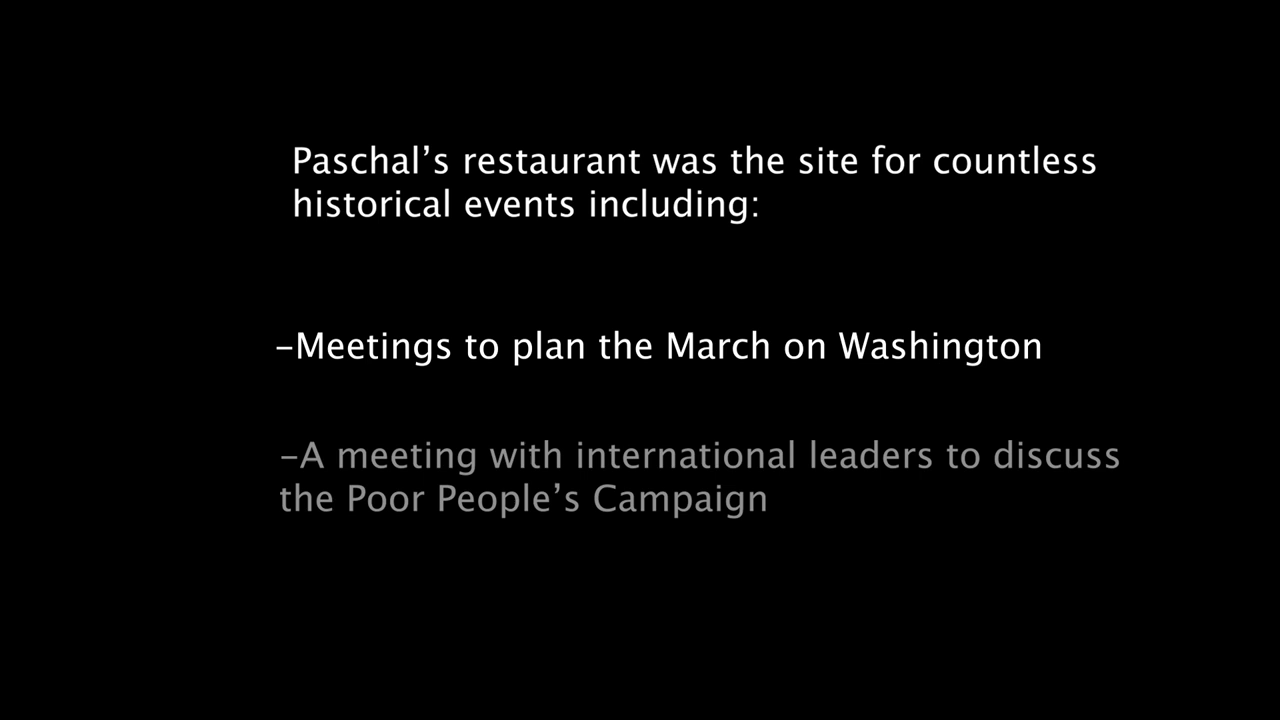 Paschal’s restaurant was the site for countless
historical events including:
–Meetings to plan the March on Washington
–A meeting with international leaders to discuss
the Poor People’s Campaign